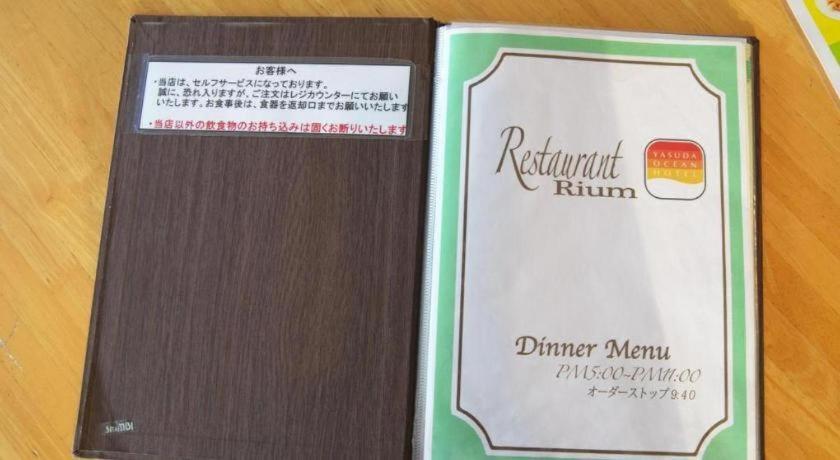 お客様へ
・当店は、セルフサービスになっております。
誠に、恐れ入りますが、ご注文はレジカウンターにてお願い
いたします。お食事後は、食器を返却口までお願いいたします
・当店以外の飲食物のお持ち込みは固くお断りいたします
Restaurant
Rium
YASUDA
OCEAN
HOTEL
Dinner Menu
PM5:00~PM11:00
オーダーストップ9:40